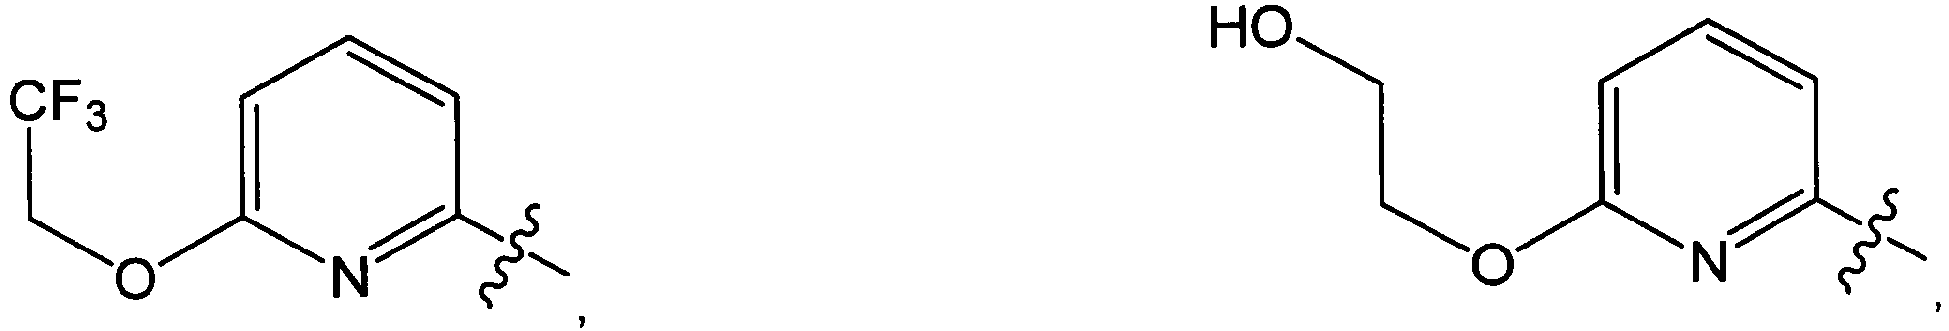 HO
CF3
O N , O N ,